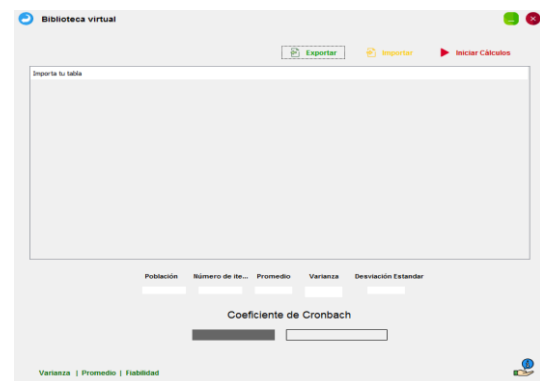 Biblioteca virtual
Exportar Importar Iniciar Cálculos
Importa tu tabla
Población Número de ite... Promedio Varianza Desviación Estandar
Coeficiente de Cronbach
Varianza | Promedio | Fiabilidad